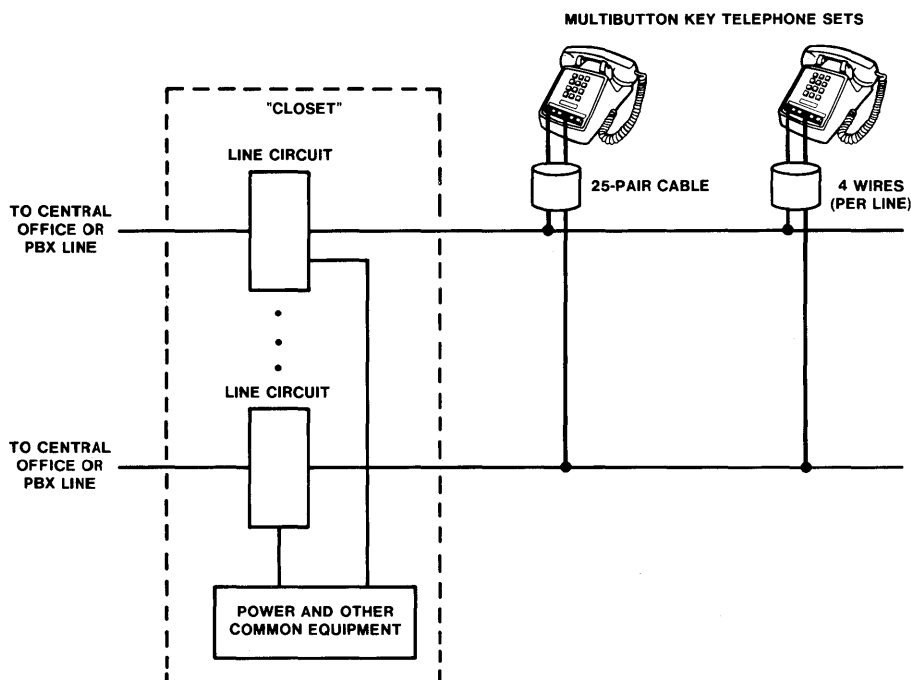 MULTIBUTTON KEY TELEPHONE SETS
"CLOSET"
LINE CIRCUIT
TO CENTRAL
OFFICE OR
PBX LINE
25-PAIR CABLE
4 WIRES
(PER LINE)
LINE CIRCUIT
TO CENTRAL
OFFICE OR
PBX LINE
POWER AND OTHER
COMMON EQUIPMENT